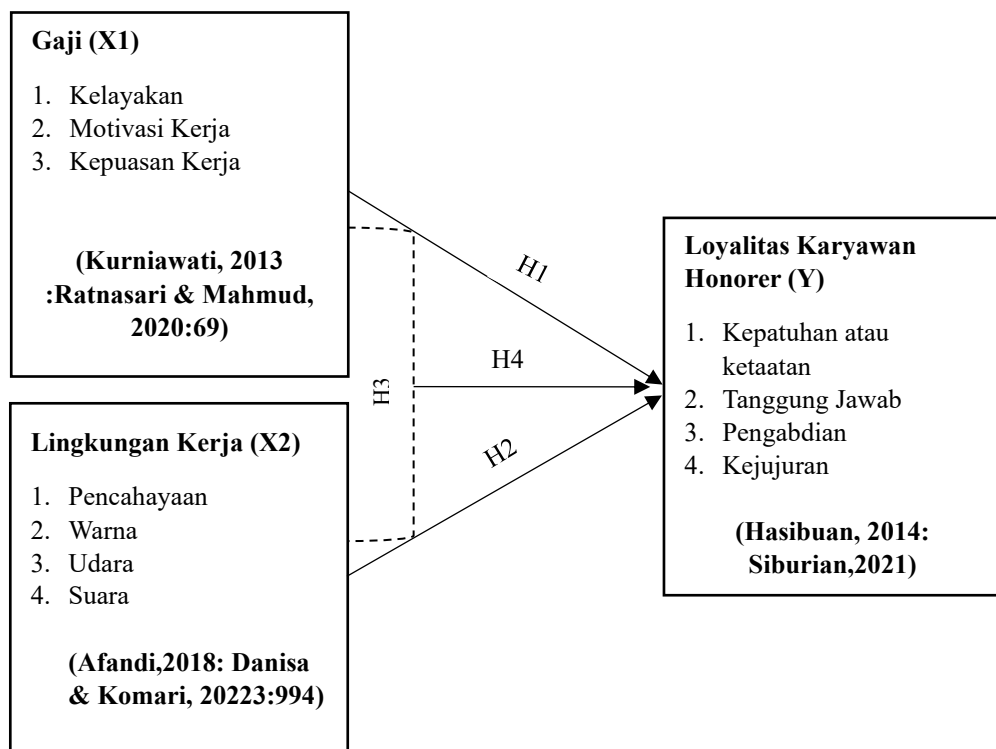 Gaji (X1)
1. Kelayakan
2. Motivasi Kerja
3. Kepuasan Kerja
(Kurniawati, 2013
:Ratnasari & Mahmud,
2020:69)
Lingkungan Kerja (X2)
1. Pencahayaan
2. Warna
3. Udara
4. Suara
(Afandi,2018: Danisa
& Komari, 20223:994)
H1
H4
H3
H2
Loyalitas Karyawan
Honorer (Y)
1. Kepatuhan atau
ketaatan
2. Tanggung Jawab
3. Pengabdian
4. Kejujuran
(Hasibuan, 2014:
Siburian,2021)